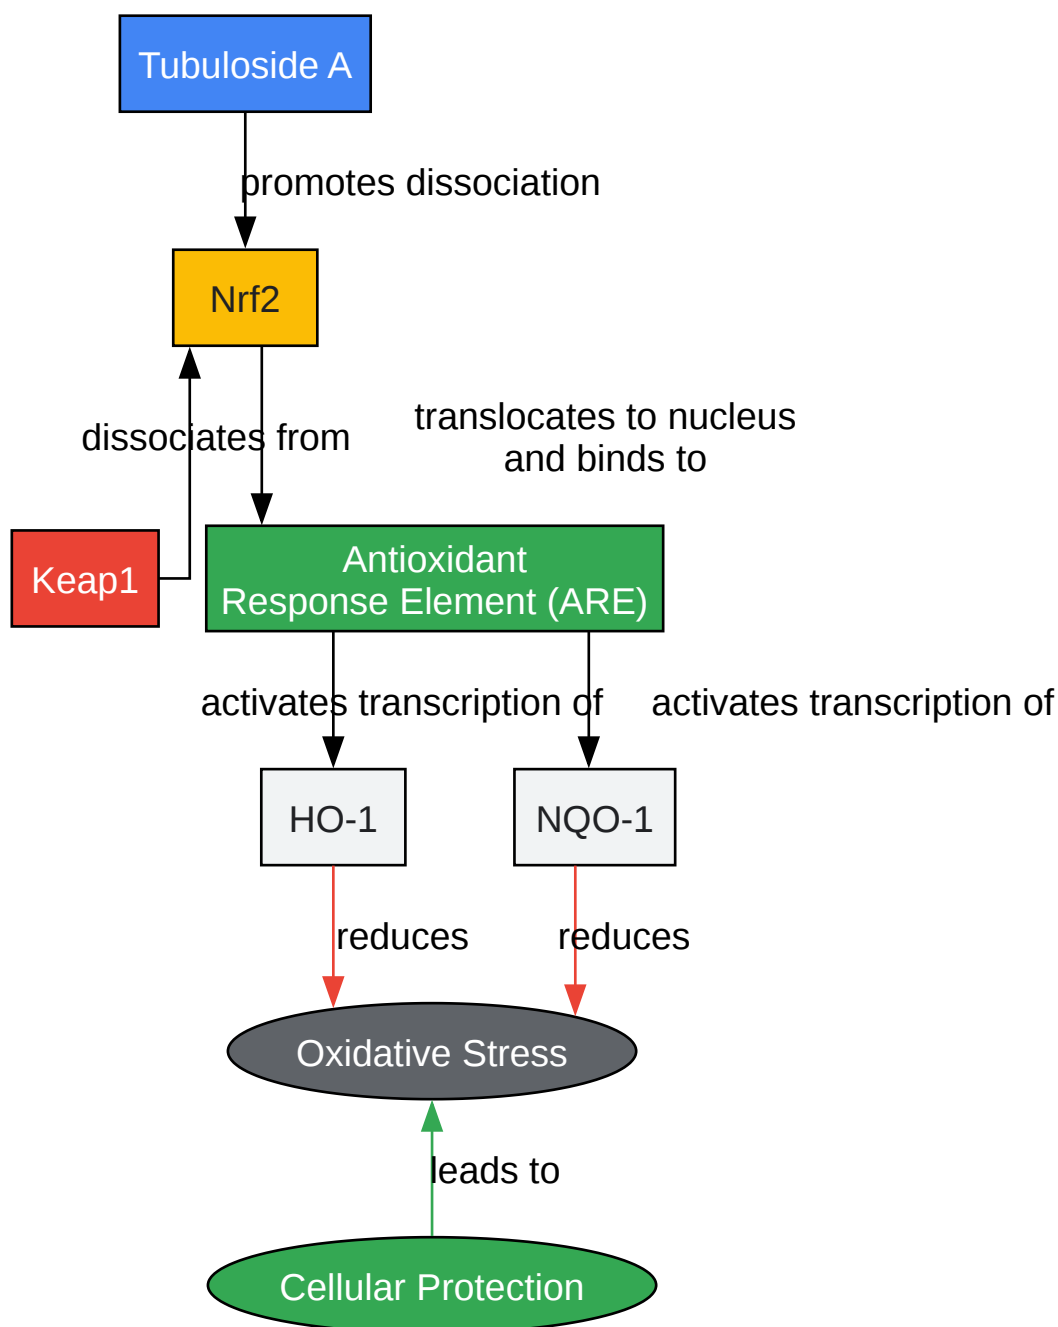 Tubuloside A
promotes dissociation
Nrf2
dissociates from
translocates to nucleus
and binds to
Keap1
Antioxidant
Response Element (ARE)
activates transcription of
activates transcription of
HO-1
NQO-1
reduces
reduces
Oxidative Stress
leads to
Cellular Protection